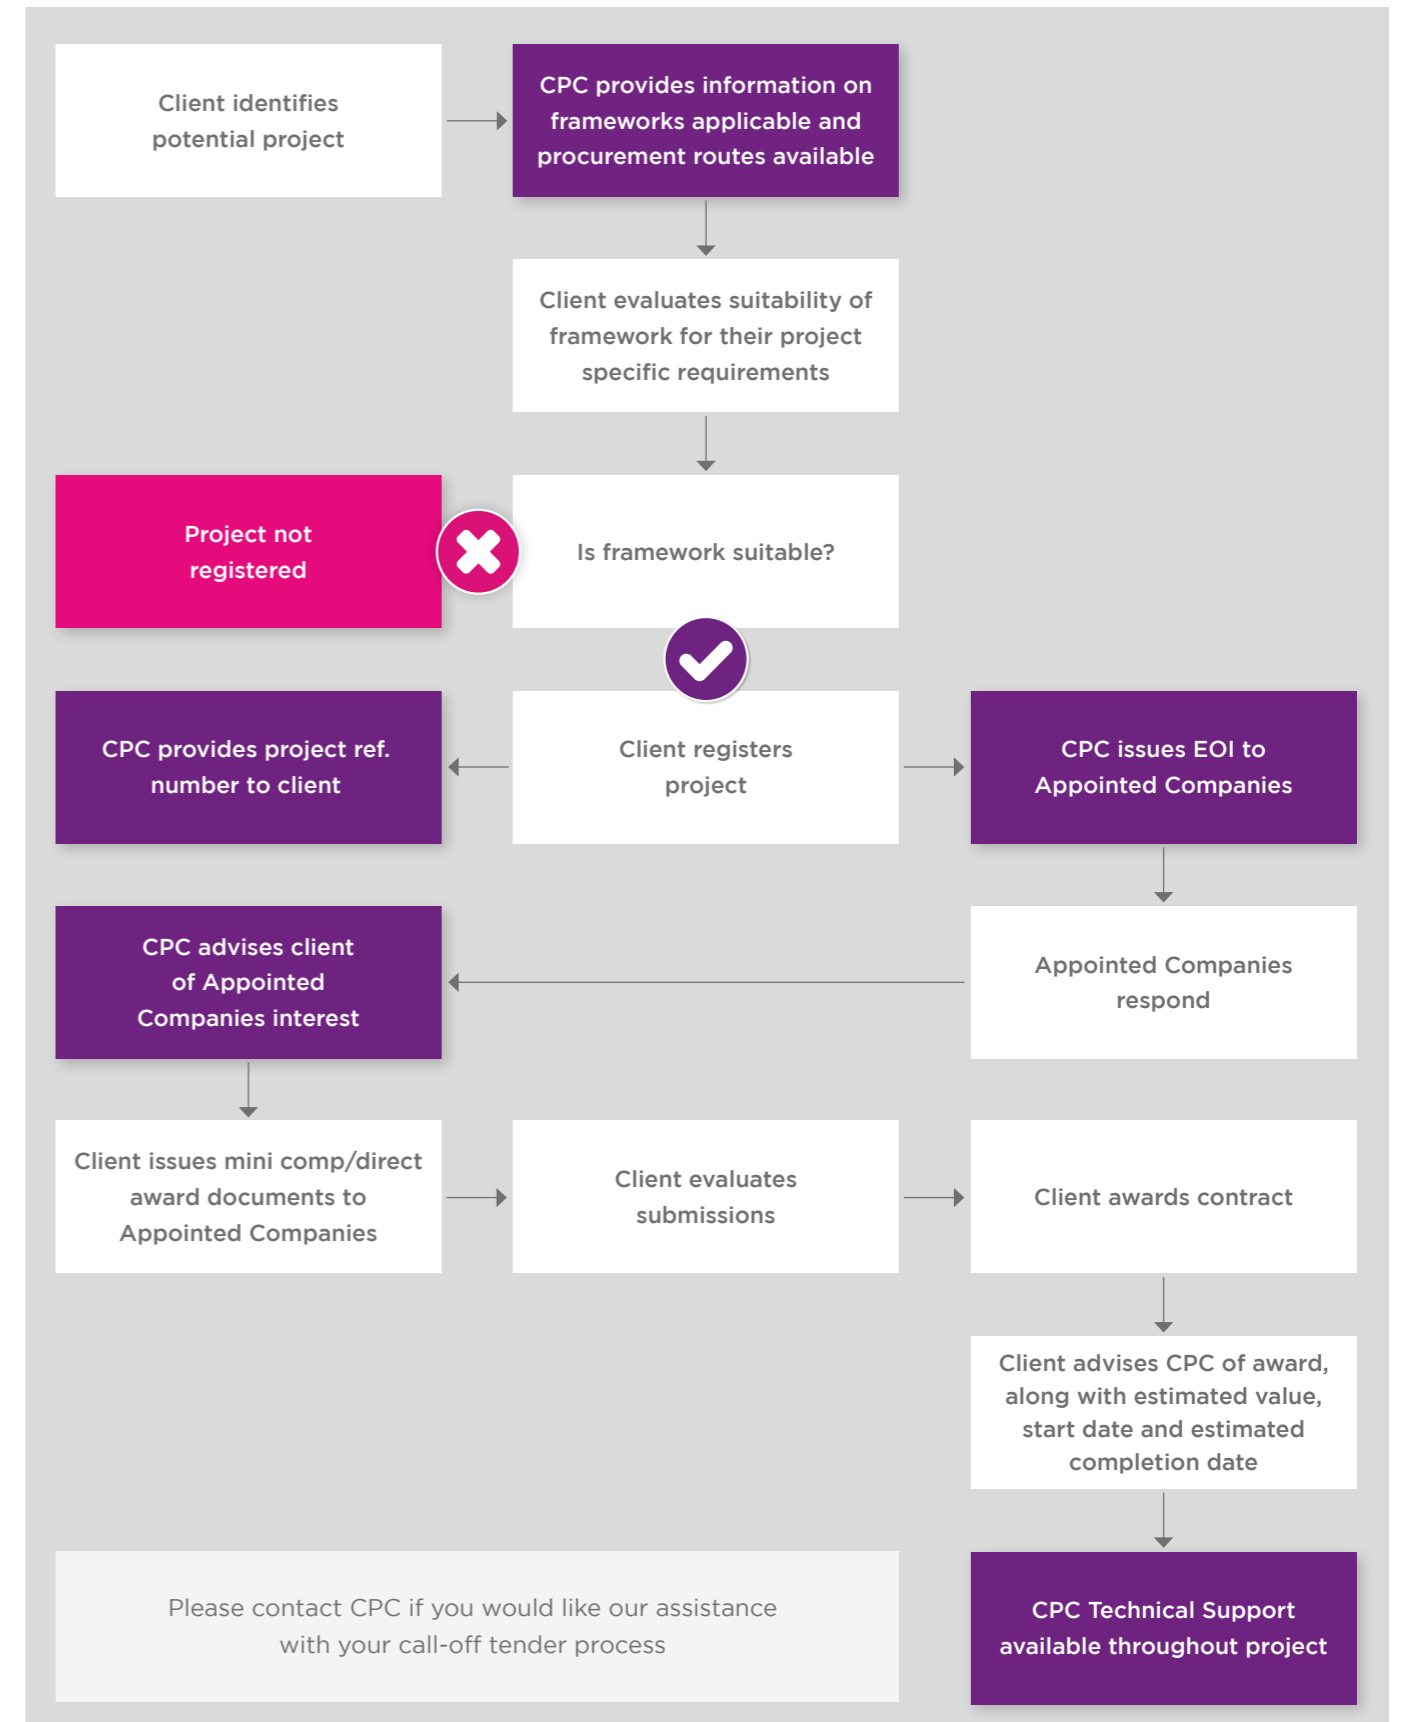 Client identifies
potential project
CPC provides information on
frameworks applicable and
procurement routes available
Client evaluates suitability of
framework for their project
specific requirements
Project not
registered
Is framework suitable?
CPC provides project ref.
number to client
Client registers
project
CPC issues EOI to
Appointed Companies
CPC advises client
of Appointed
Companies interest
Appointed Companies
respond
Client issues mini comp/direct
award documents to
Appointed Companies
Client evaluates
submissions
Client awards contract
Client advises CPC of award,
along with estimated value,
start date and estimated
completion date
Please contact CPC if you would like our assistance
with your call-off tender process
CPC Technical Support
available throughout project